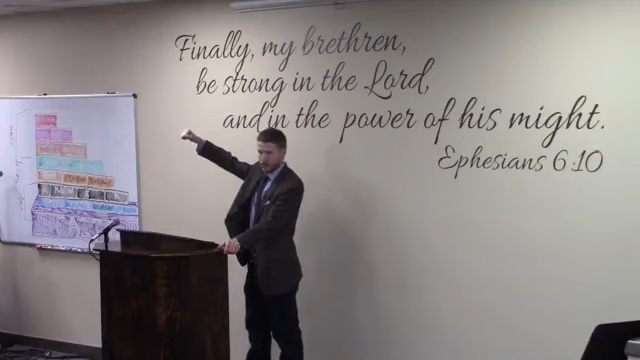 Finally, my brethren,
be strong in the Lord,
and in the power of his might.
Ephesians 6:10